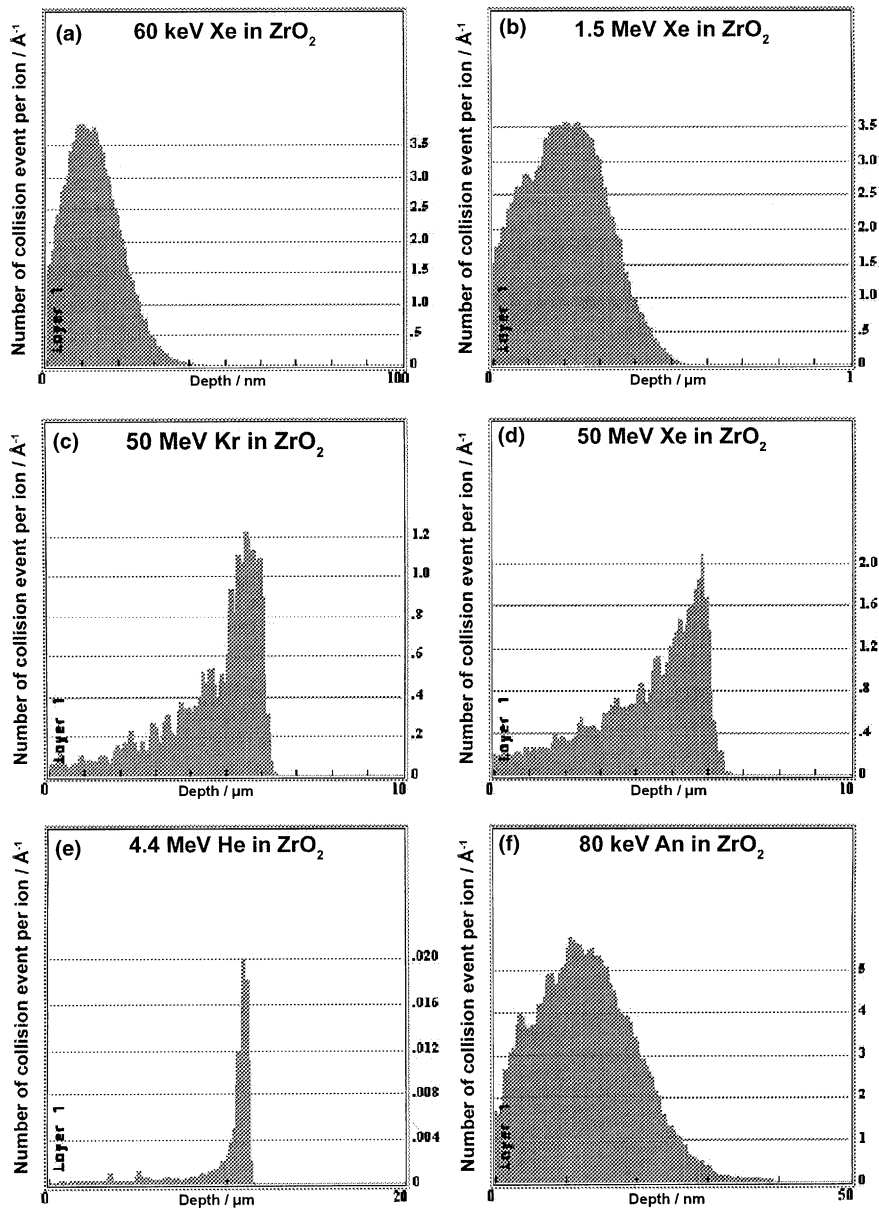 (a) 60 keV Xe in ZrO₂
Number of collision event per ion / Å⁻¹
3.5
3.0
2.5
2.0
1.5
1.0
.5
0
Layer 1
0 Depth / nm 100
(b) 1.5 MeV Xe in ZrO₂
Number of collision event per ion / Å⁻¹
3.5
3.0
2.5
2.0
1.5
1.0
.5
0
Layer 1
0 Depth / µm 1
(c) 50 MeV Kr in ZrO₂
Number of collision event per ion / Å⁻¹
1.2
1.0
.8
.6
.4
.2
0
Layer 1
0 Depth / µm 10
(d) 50 MeV Xe in ZrO₂
Number of collision event per ion / Å⁻¹
2.0
1.6
1.2
.8
.4
0
Layer 1
0 Depth / µm 10
(e) 4.4 MeV He in ZrO₂
Number of collision event per ion / Å⁻¹
.020
.016
.012
.008
.004
0
Layer 1
0 Depth / µm 20
(f) 80 keV An in ZrO₂
Number of collision event per ion / Å⁻¹
5
4
3
2
1
0
Layer 1
0 Depth / nm 50